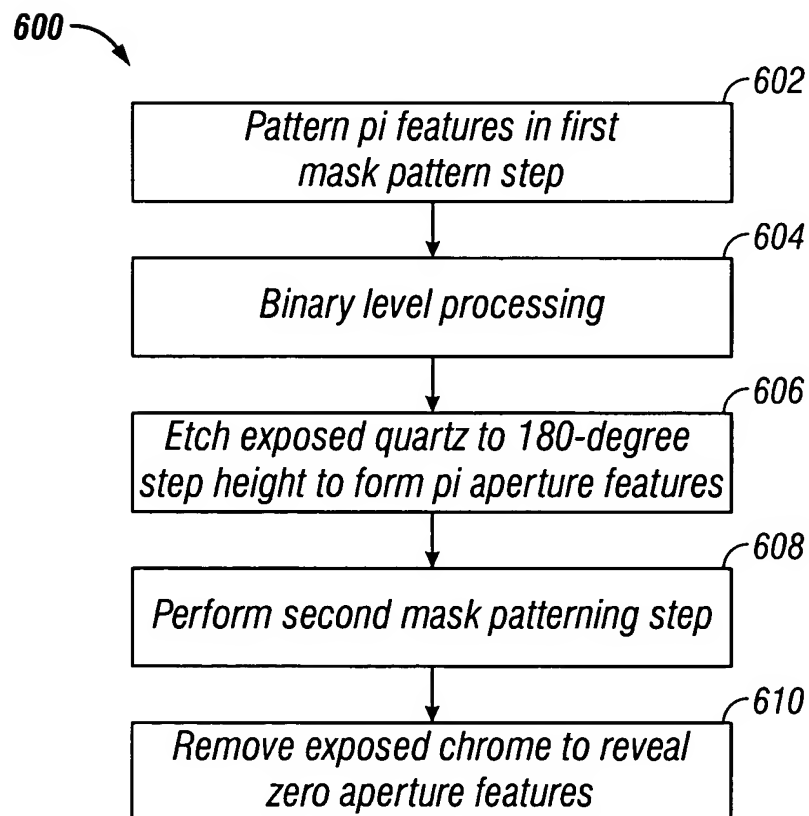 600
602
Pattern pi features in first
mask pattern step
604
Binary level processing
606
Etch exposed quartz to 180-degree
step height to form pi aperture features
608
Perform second mask patterning step
610
Remove exposed chrome to reveal
zero aperture features